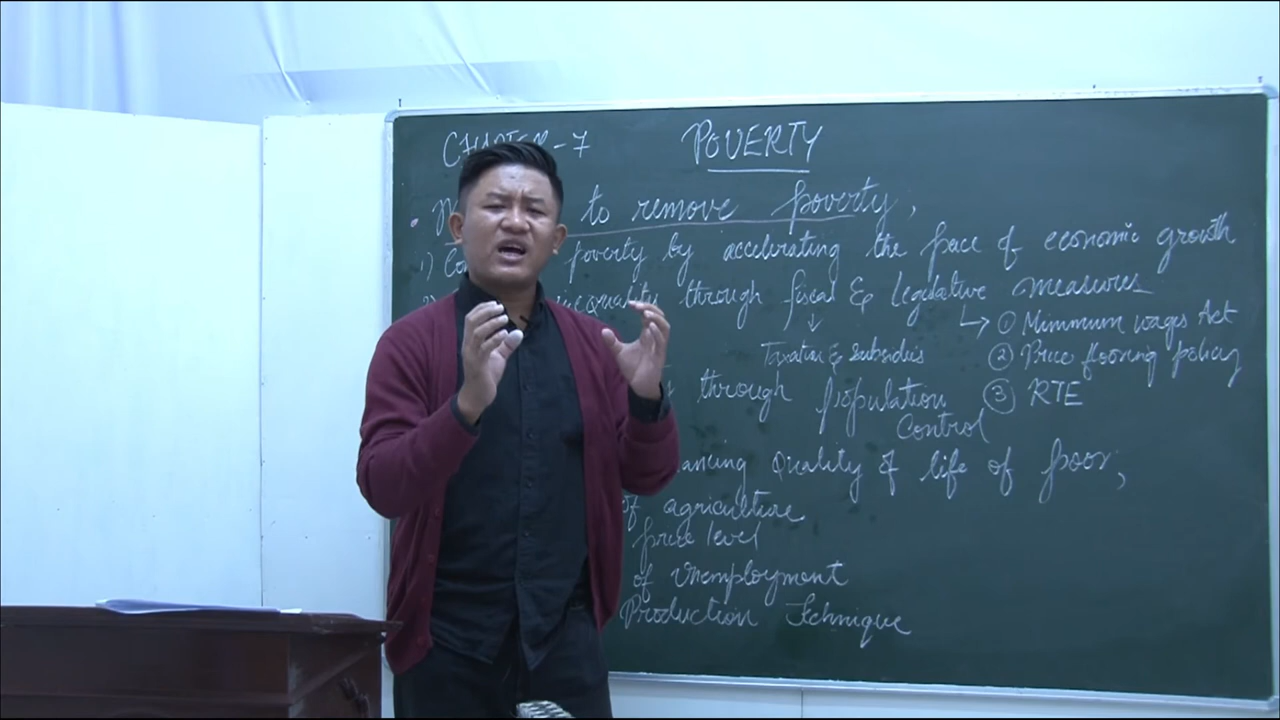 CHAPTER-7
POVERTY
to remove poverty,
1) poverty by accelerating the pace of economic growth
inequality through fiscal & legislative measures
① Minimum wages Act
Taxation & Subsidies
② Price flooring policy
through population
③ RTE
Control
Quality of life of poor,
of agriculture
price level
of Unemployment
Production Technique